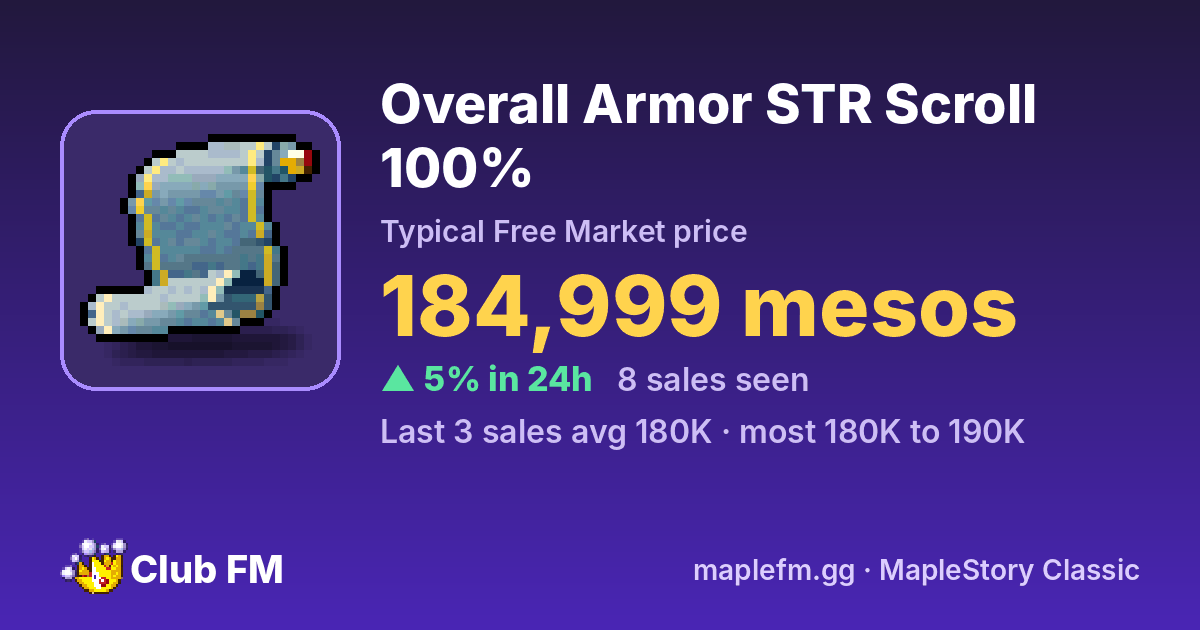 Overall Armor STR Scroll
100%
Typical Free Market price
184,999 mesos
▲ 5% in 24h 8 sales seen
Last 3 sales avg 180K · most 180K to 190K
Club FM
maplefm.gg · MapleStory Classic